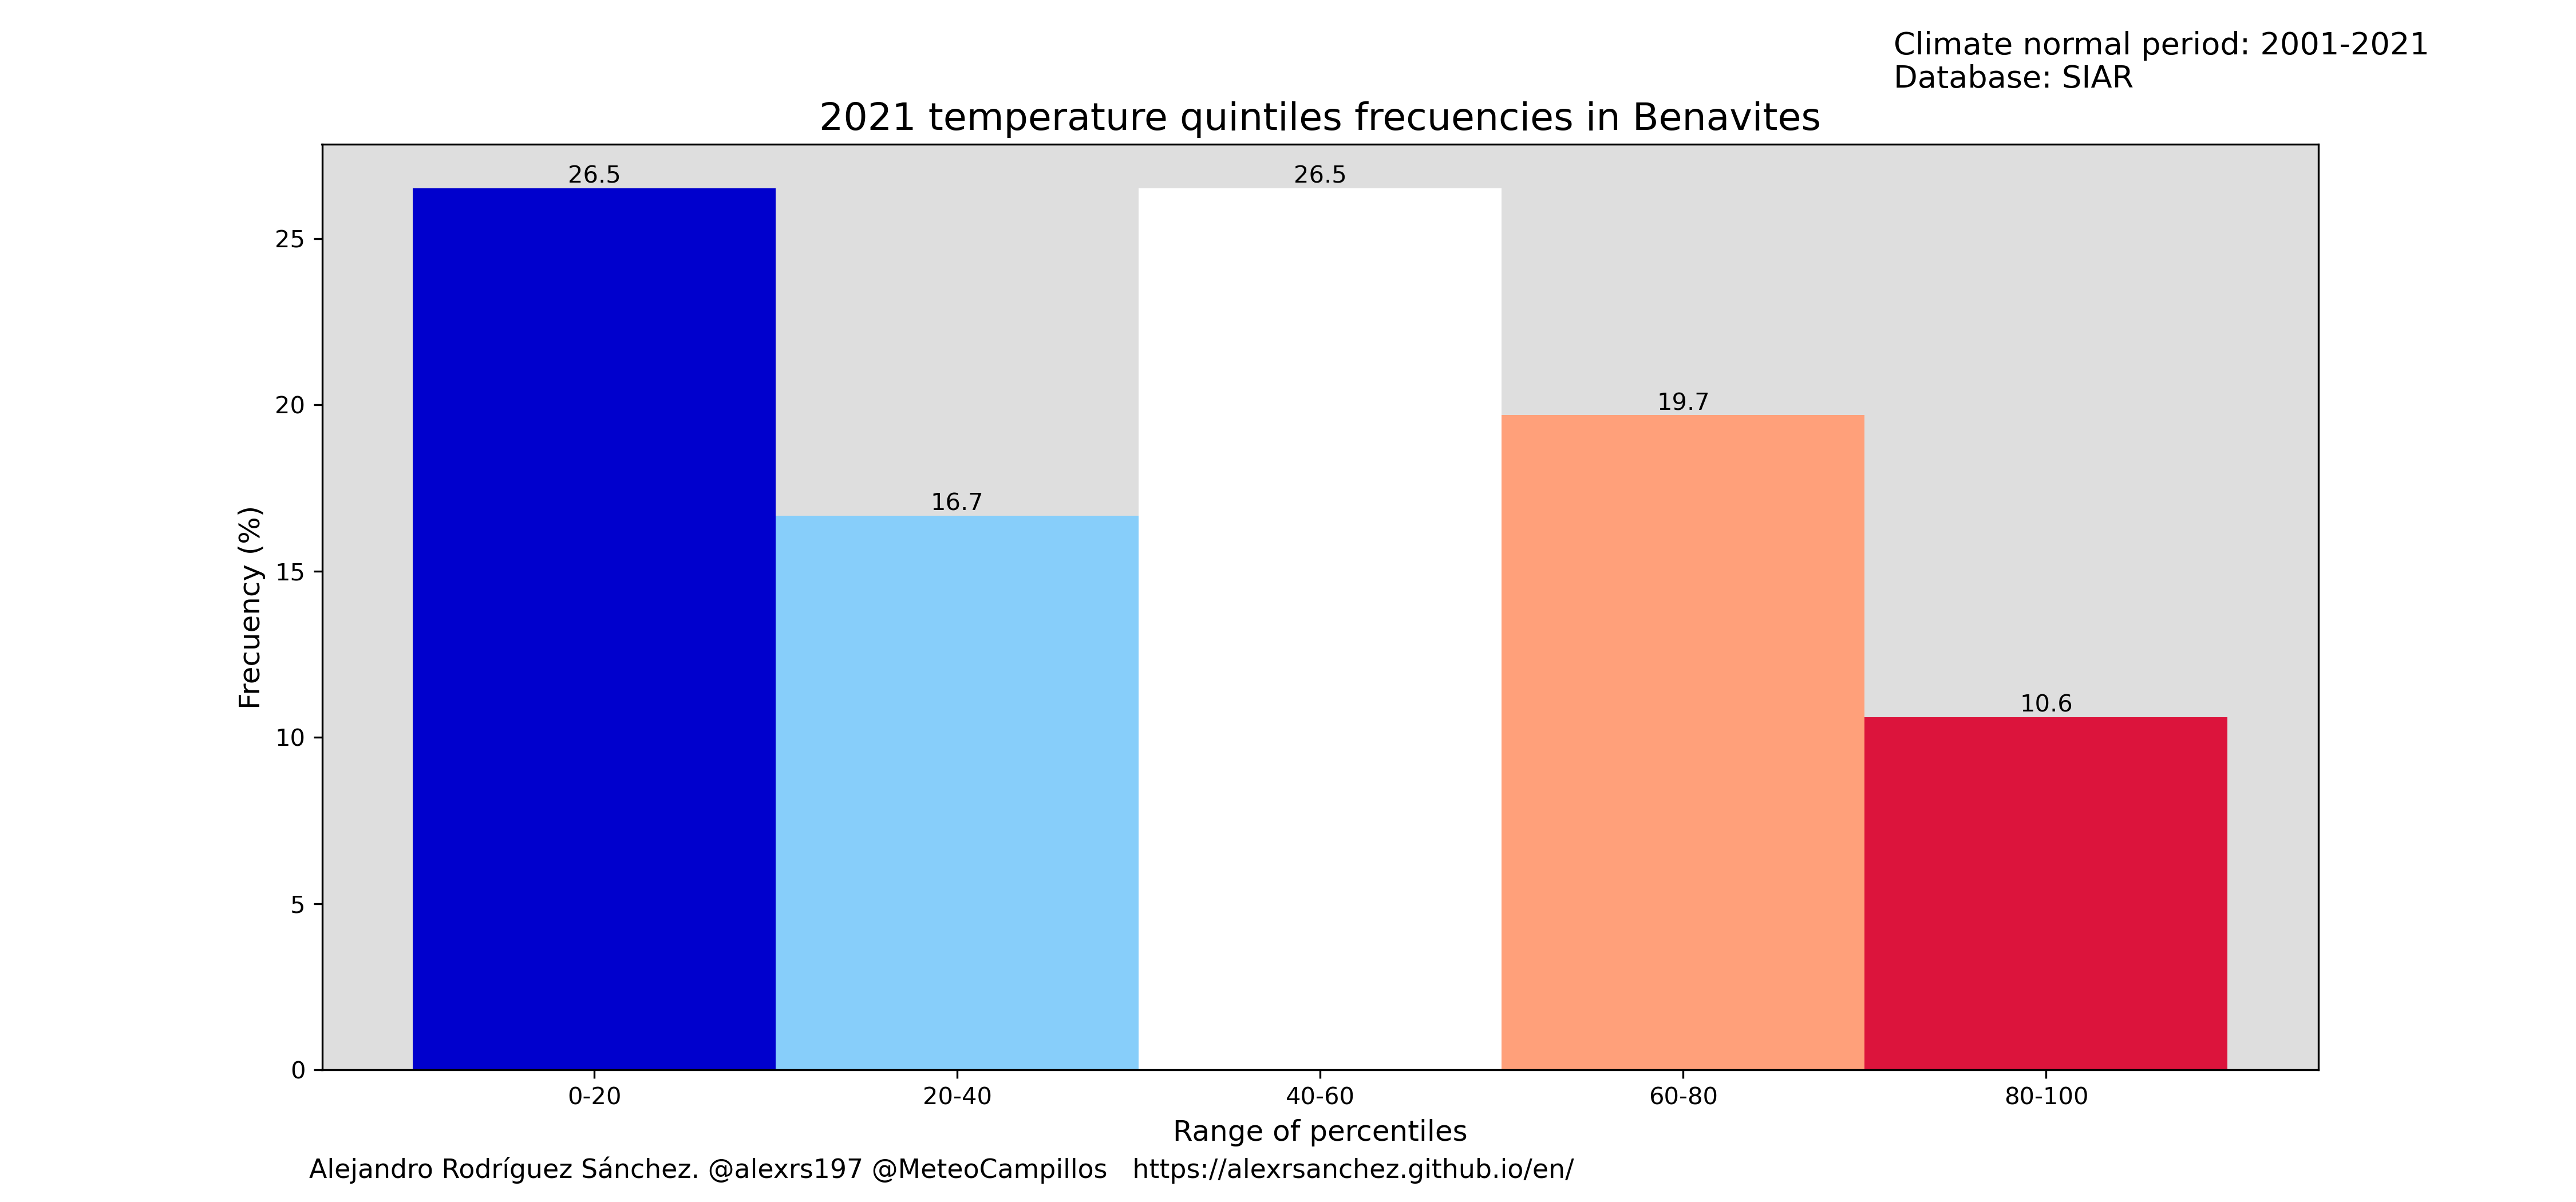 Climate normal period: 2001-2021
Database: SIAR
2021 temperature quintiles frecuencies in Benavites
26.5
26.5
25
20
19.7
16.7
15
10.6
10
5
0
Frecuency (%)
0-20
20-40
40-60
60-80
80-100
Range of percentiles
Alejandro Rodríguez Sánchez. @alexrs197 @MeteoCampillos https://alexrsanchez.github.io/en/